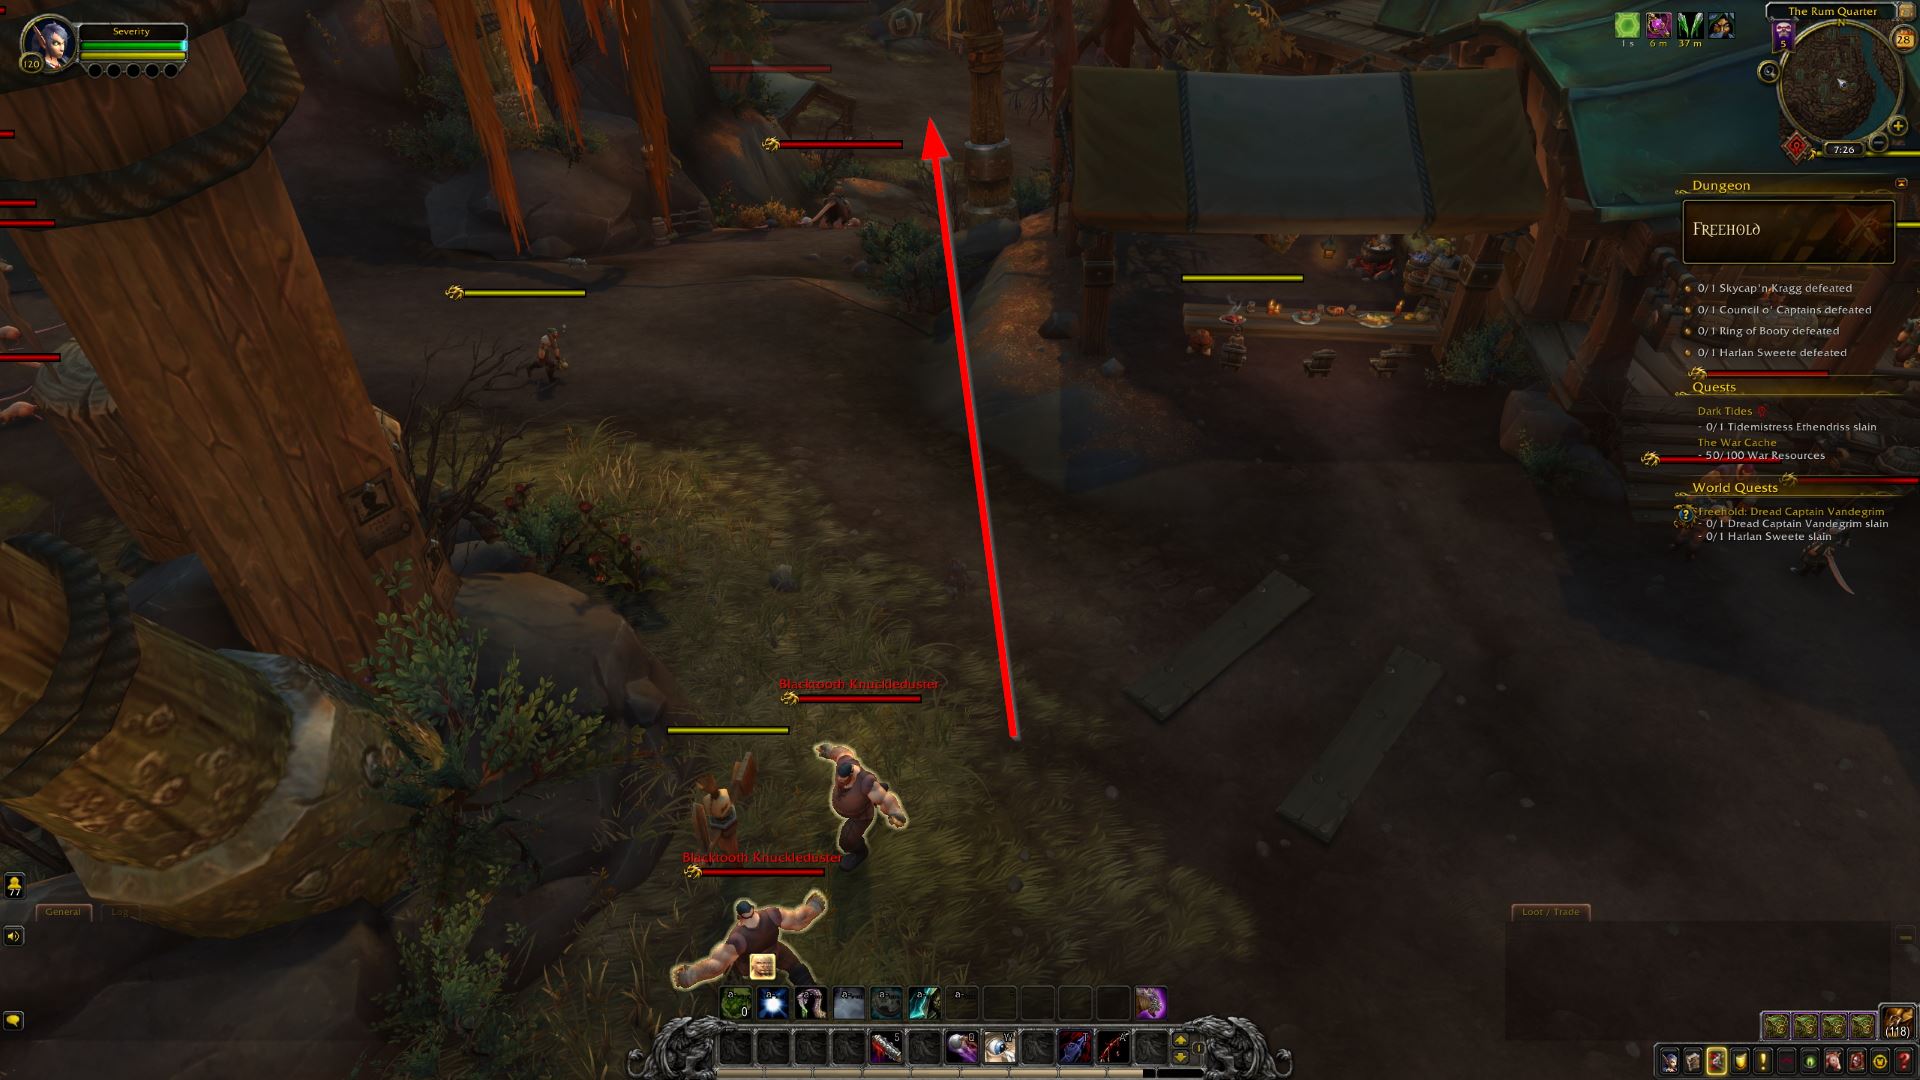 Severity
120
1 s
6 m
37 m
The Rum Quarter
N
5
28
7:26
Dungeon
Freehold
0/1 Skycap'n Kragg defeated
0/1 Council o' Captains defeated
0/1 Ring of Booty defeated
0/1 Harlan Sweete defeated
Quests
Dark Tides
- 0/1 Tidemistress Ethendriss slain
The War Cache
- 50/100 War Resources
World Quests
Freehold: Dread Captain Vandegrim
- 0/1 Dread Captain Vandegrim slain
- 0/1 Harlan Sweete slain
Blacktooth Knuckleduster
Blacktooth Knuckleduster
77
General
Log
Loot / Trade
a-
a-
a-
a-
a-
a-
a-
0
5
1
(118)